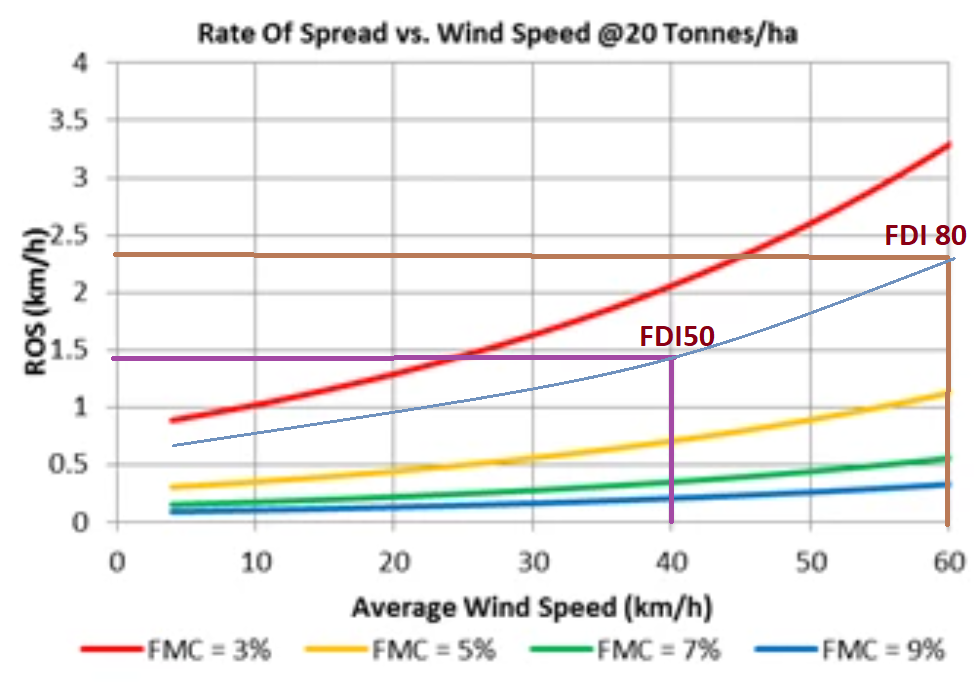 Rate Of Spread vs. Wind Speed @20 Tonnes/ha
4
3.5
3
2.5
2
1.5
1
0.5
0
ROS (km/h)
FDI 80
FDI50
0 10 20 30 40 50 60
Average Wind Speed (km/h)
FMC = 3% FMC = 5% FMC = 7% FMC = 9%